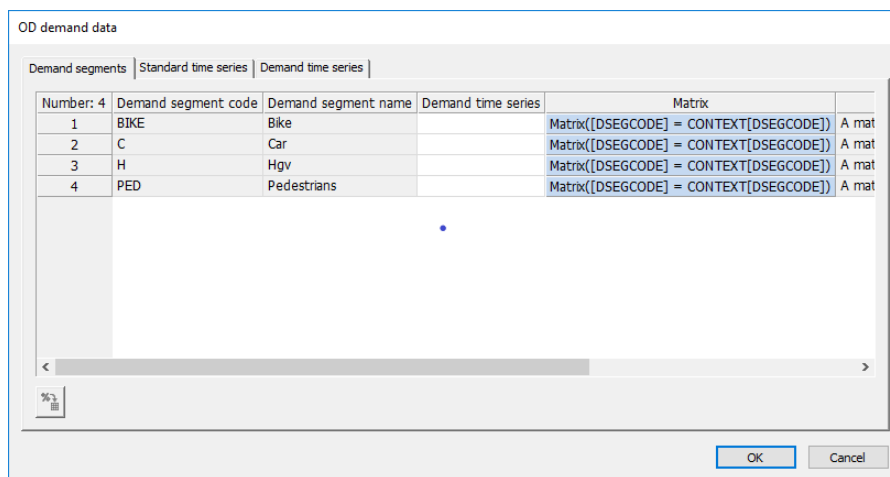 OD demand data
Demand segments Standard time series Demand time series
Number: 4 Demand segment code Demand segment name Demand time series Matrix
1 BIKE Bike Matrix([DSEGCODE] = CONTEXT[DSEGCODE]) A mat
2 C Car Matrix([DSEGCODE] = CONTEXT[DSEGCODE]) A mat
3 H Hgv Matrix([DSEGCODE] = CONTEXT[DSEGCODE]) A mat
4 PED Pedestrians Matrix([DSEGCODE] = CONTEXT[DSEGCODE]) A mat
OK Cancel